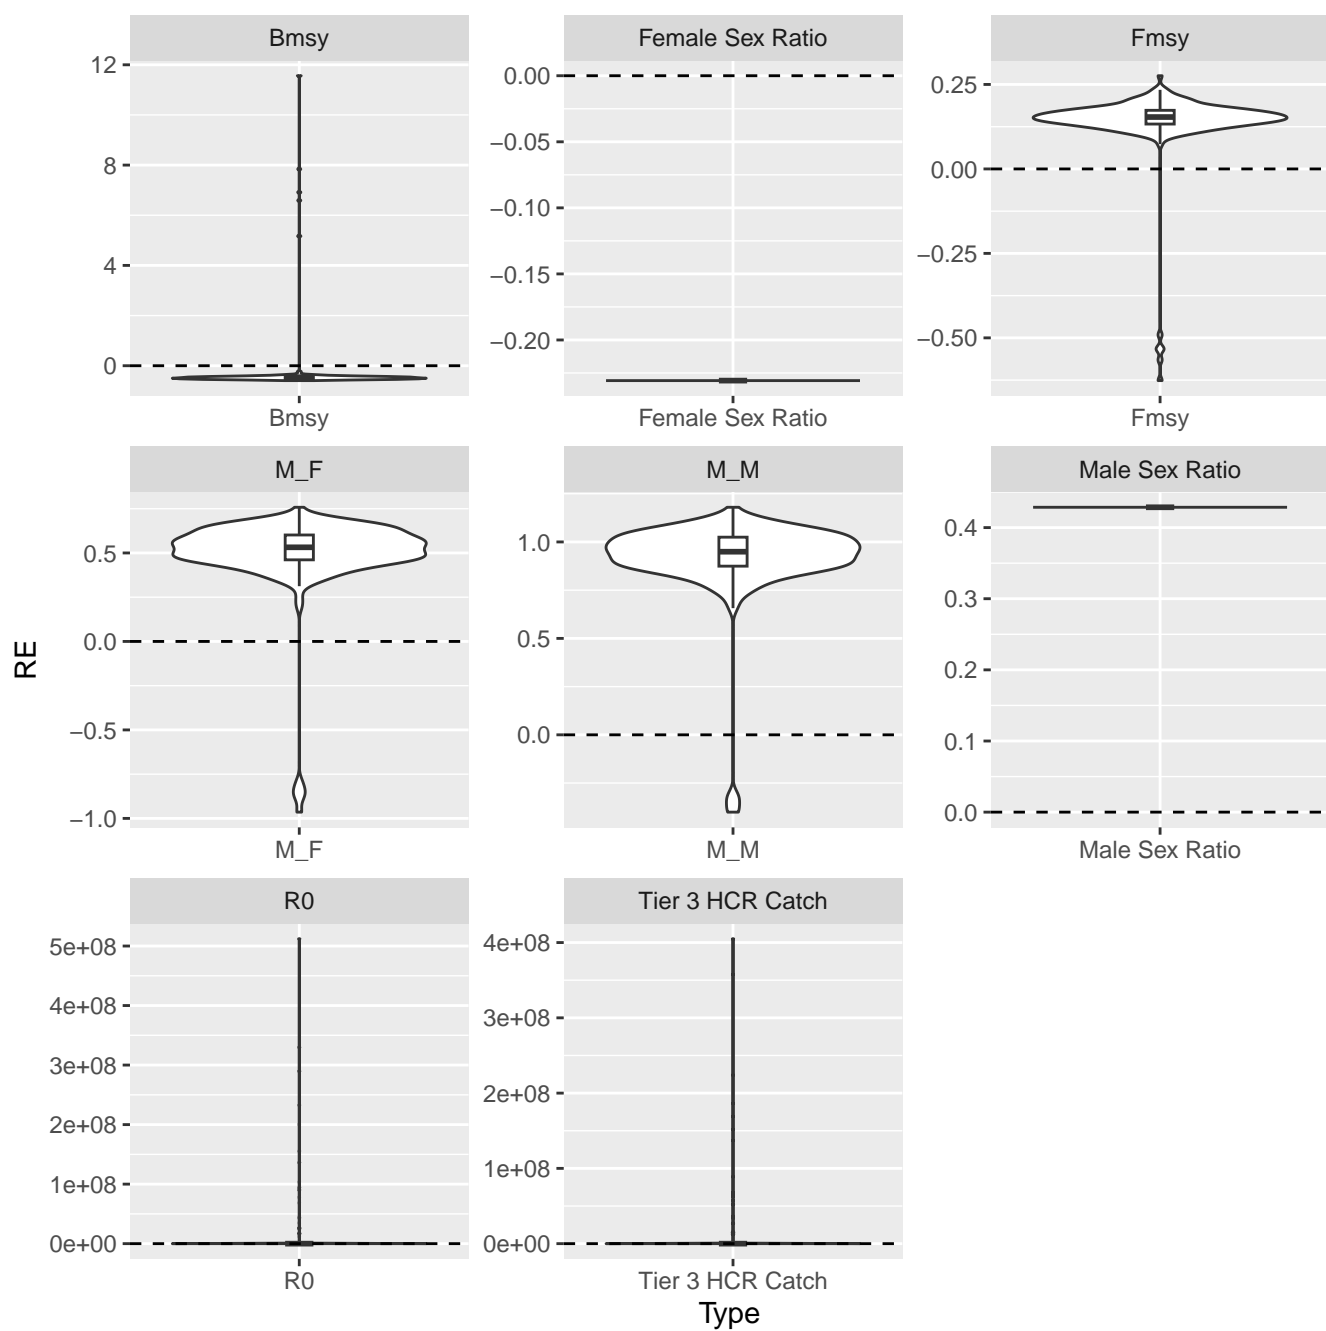 Bmsy
Female Sex Ratio
Fmsy
12
8
4
0
0.00
−0.05
−0.10
−0.15
−0.20
0.25
0.00
−0.25
−0.50
Bmsy
Female Sex Ratio
Fmsy
M_F
M_M
Male Sex Ratio
RE
0.5
0.0
−0.5
−1.0
1.0
0.5
0.0
0.4
0.3
0.2
0.1
0.0
M_F
M_M
Male Sex Ratio
R0
Tier 3 HCR Catch
5e+08
4e+08
3e+08
2e+08
1e+08
0e+00
4e+08
3e+08
2e+08
1e+08
0e+00
R0
Tier 3 HCR Catch
Type